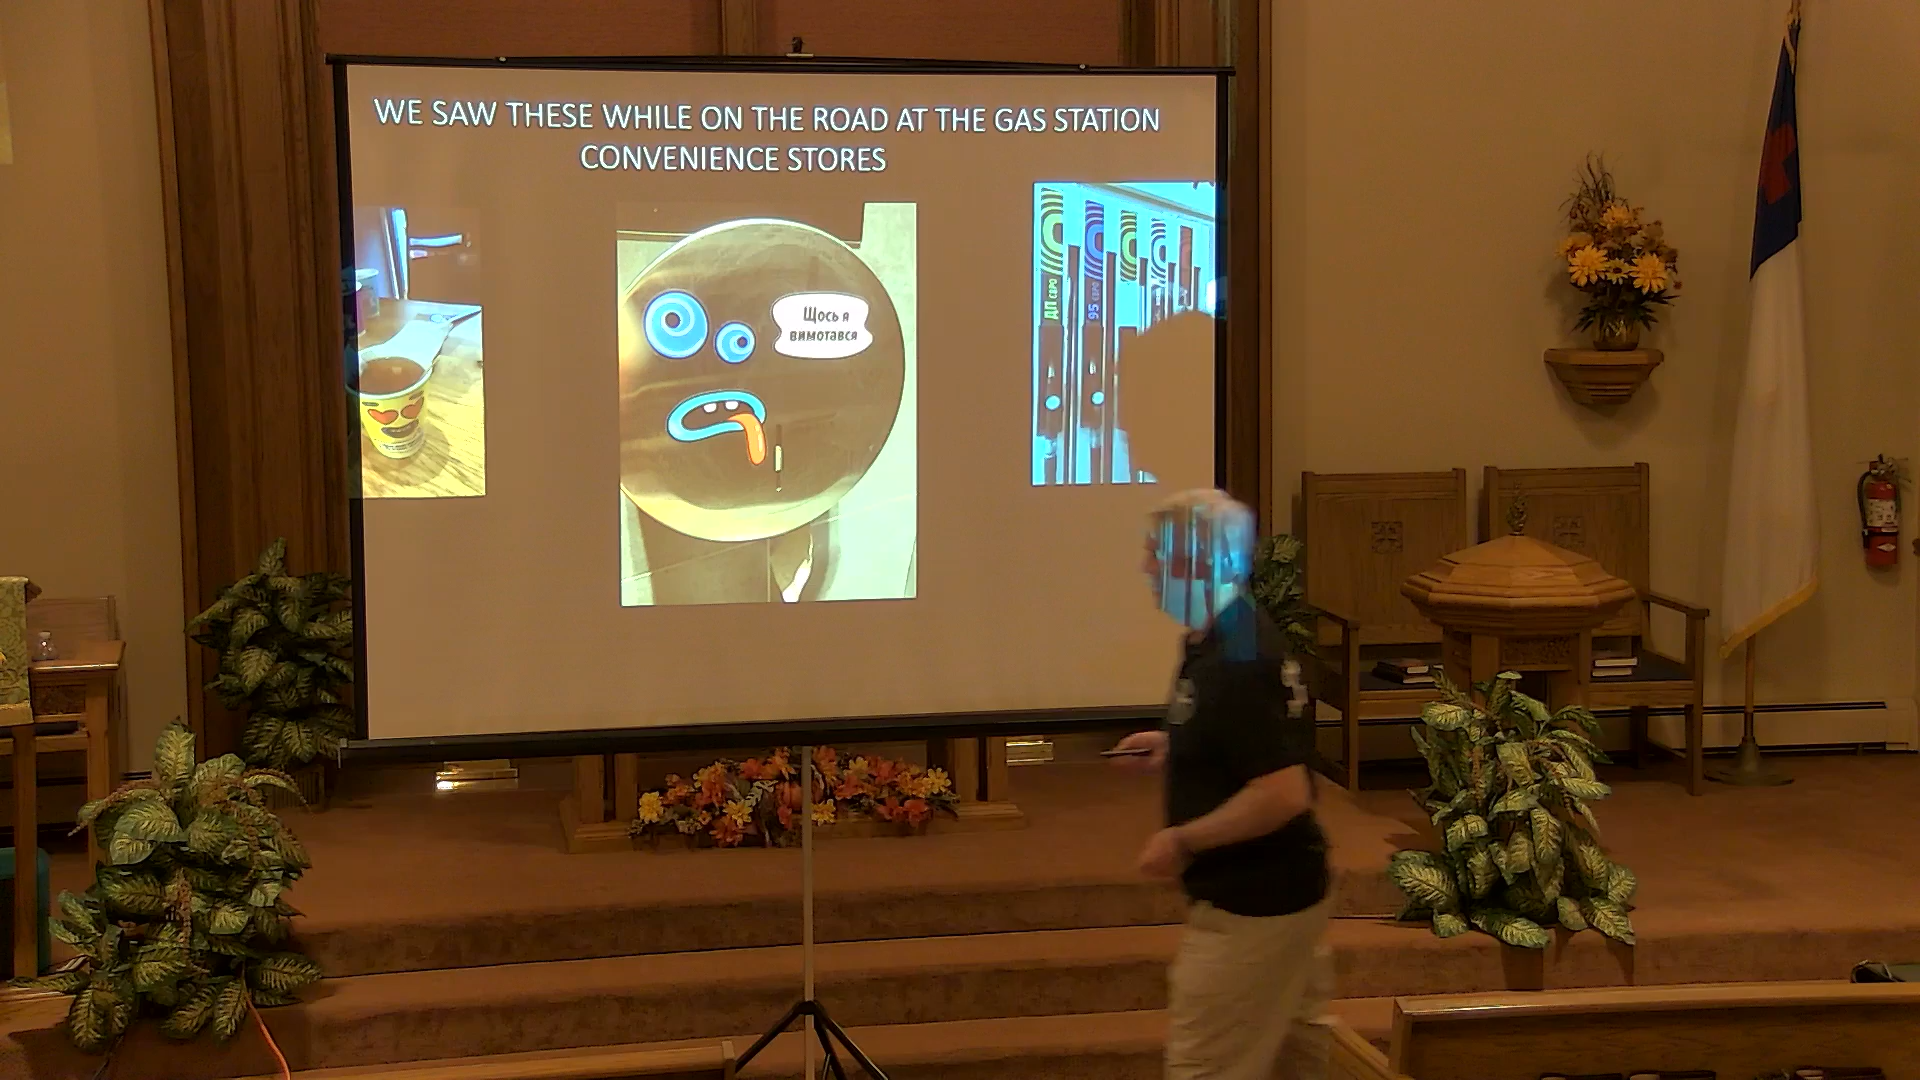 WE SAW THESE WHILE ON THE ROAD AT THE GAS STATION
CONVENIENCE STORES
Щось я
вимотався
ДП ЄВРО
95 ЄВРО